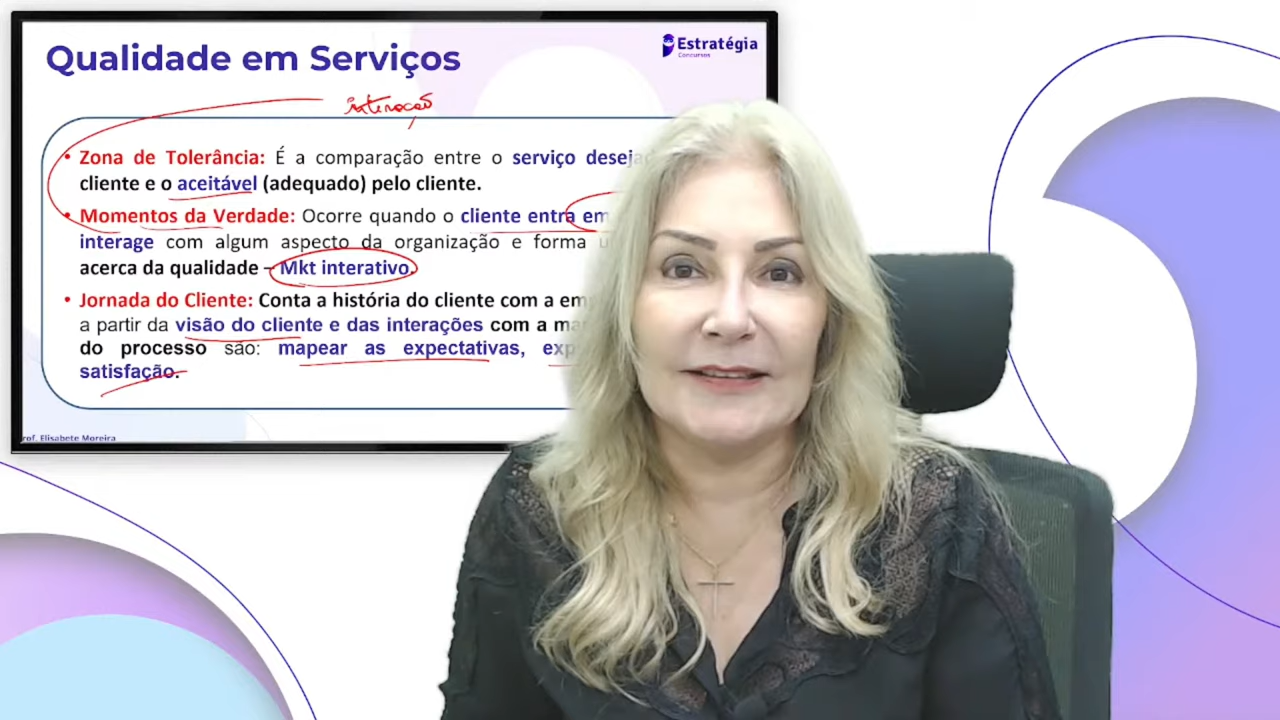 Qualidade em Serviços
Estratégia
Concursos
interação
• Zona de Tolerância: É a comparação entre o serviço
cliente e o aceitável (adequado) pelo cliente.
• Momentos da Verdade: Ocorre quando o cliente entra em
interage com algum aspecto da organização e forma
acerca da qualidade – Mkt interativo.
• Jornada do Cliente: Conta a história do cliente com a
a partir da visão do cliente e das interações com a
do processo são: mapear as expectativas,
satisfação.
Elisabete Moreira